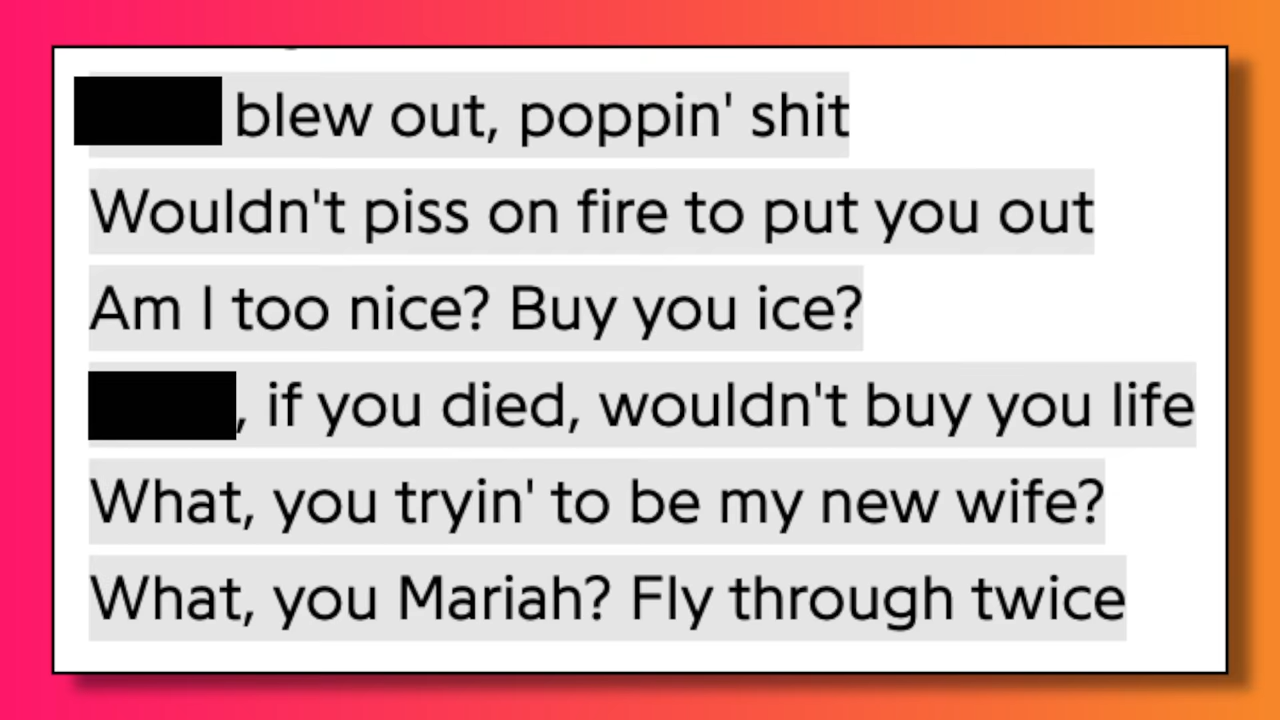 blew out, poppin' shit
Wouldn't piss on fire to put you out
Am I too nice? Buy you ice?
, if you died, wouldn't buy you life
What, you tryin' to be my new wife?
What, you Mariah? Fly through twice